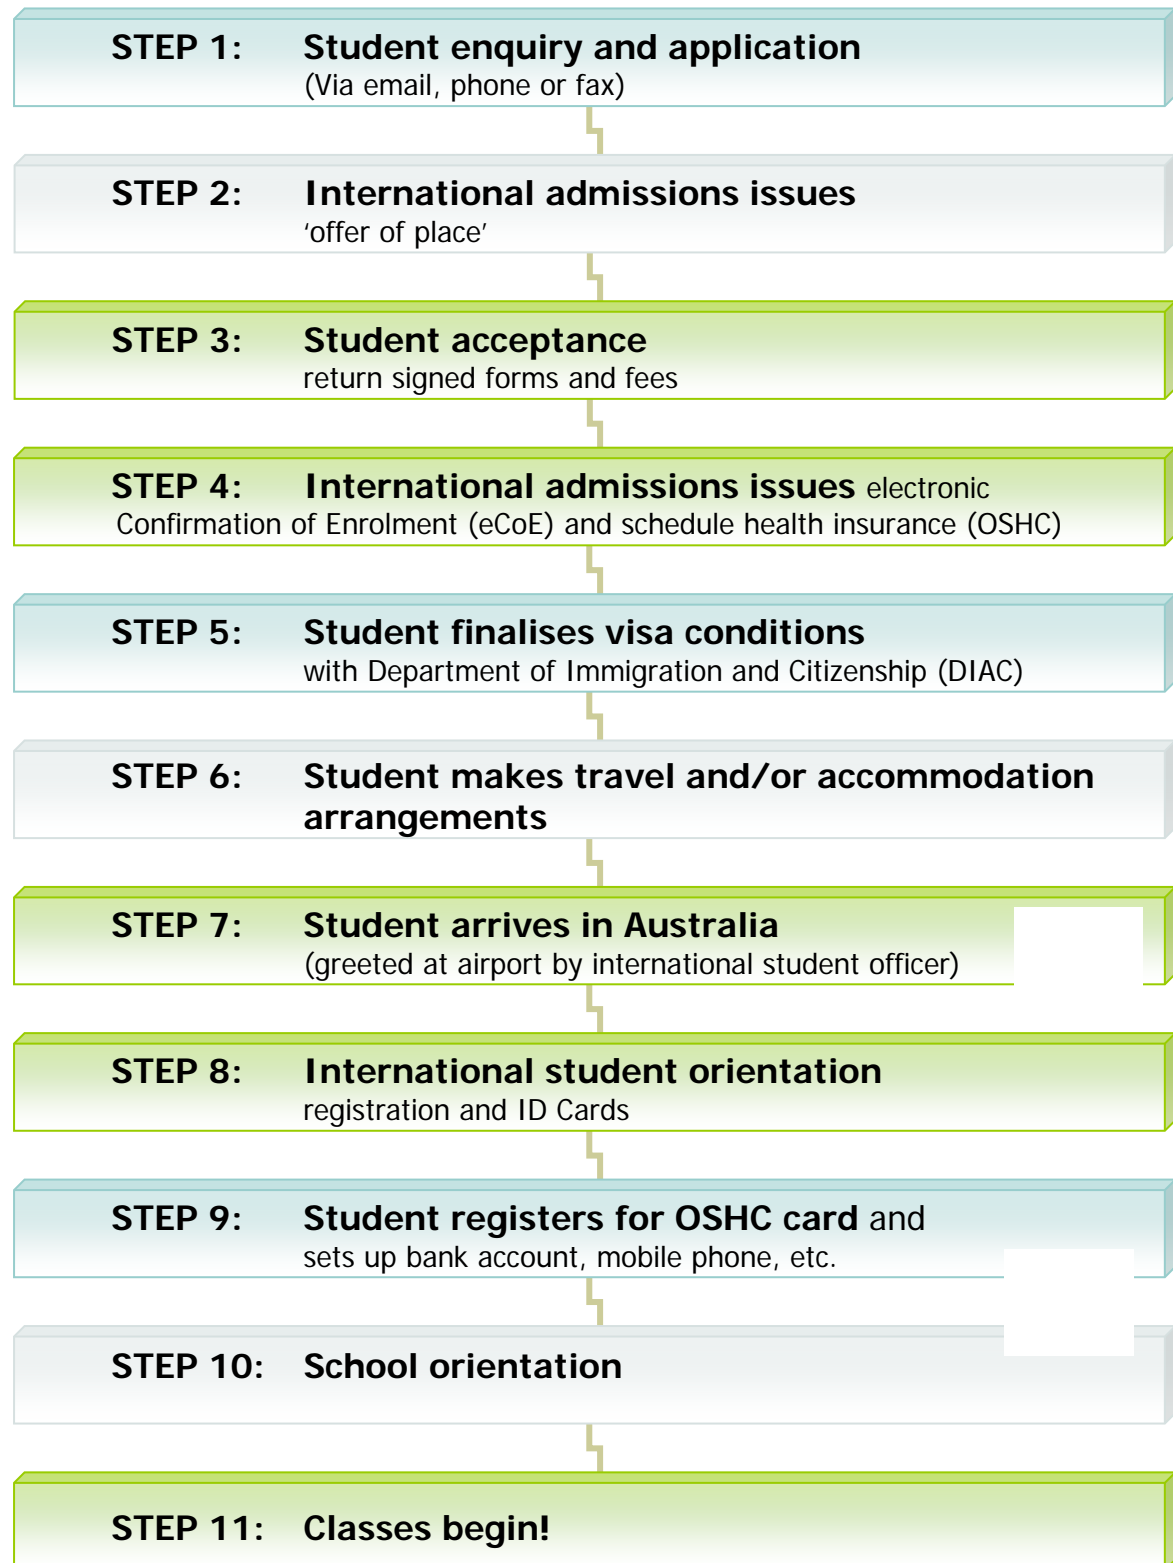 STEP 1: Student enquiry and application
(Via email, phone or fax)
STEP 2: International admissions issues
‘offer of place’
STEP 3: Student acceptance
return signed forms and fees
STEP 4: International admissions issues electronic
Confirmation of Enrolment (eCoE) and schedule health insurance (OSHC)
STEP 5: Student finalises visa conditions
with Department of Immigration and Citizenship (DIAC)
STEP 6: Student makes travel and/or accommodation
arrangements
STEP 7: Student arrives in Australia
(greeted at airport by international student officer)
STEP 8: International student orientation
registration and ID Cards
STEP 9: Student registers for OSHC card and
sets up bank account, mobile phone, etc.
STEP 10: School orientation
STEP 11: Classes begin!